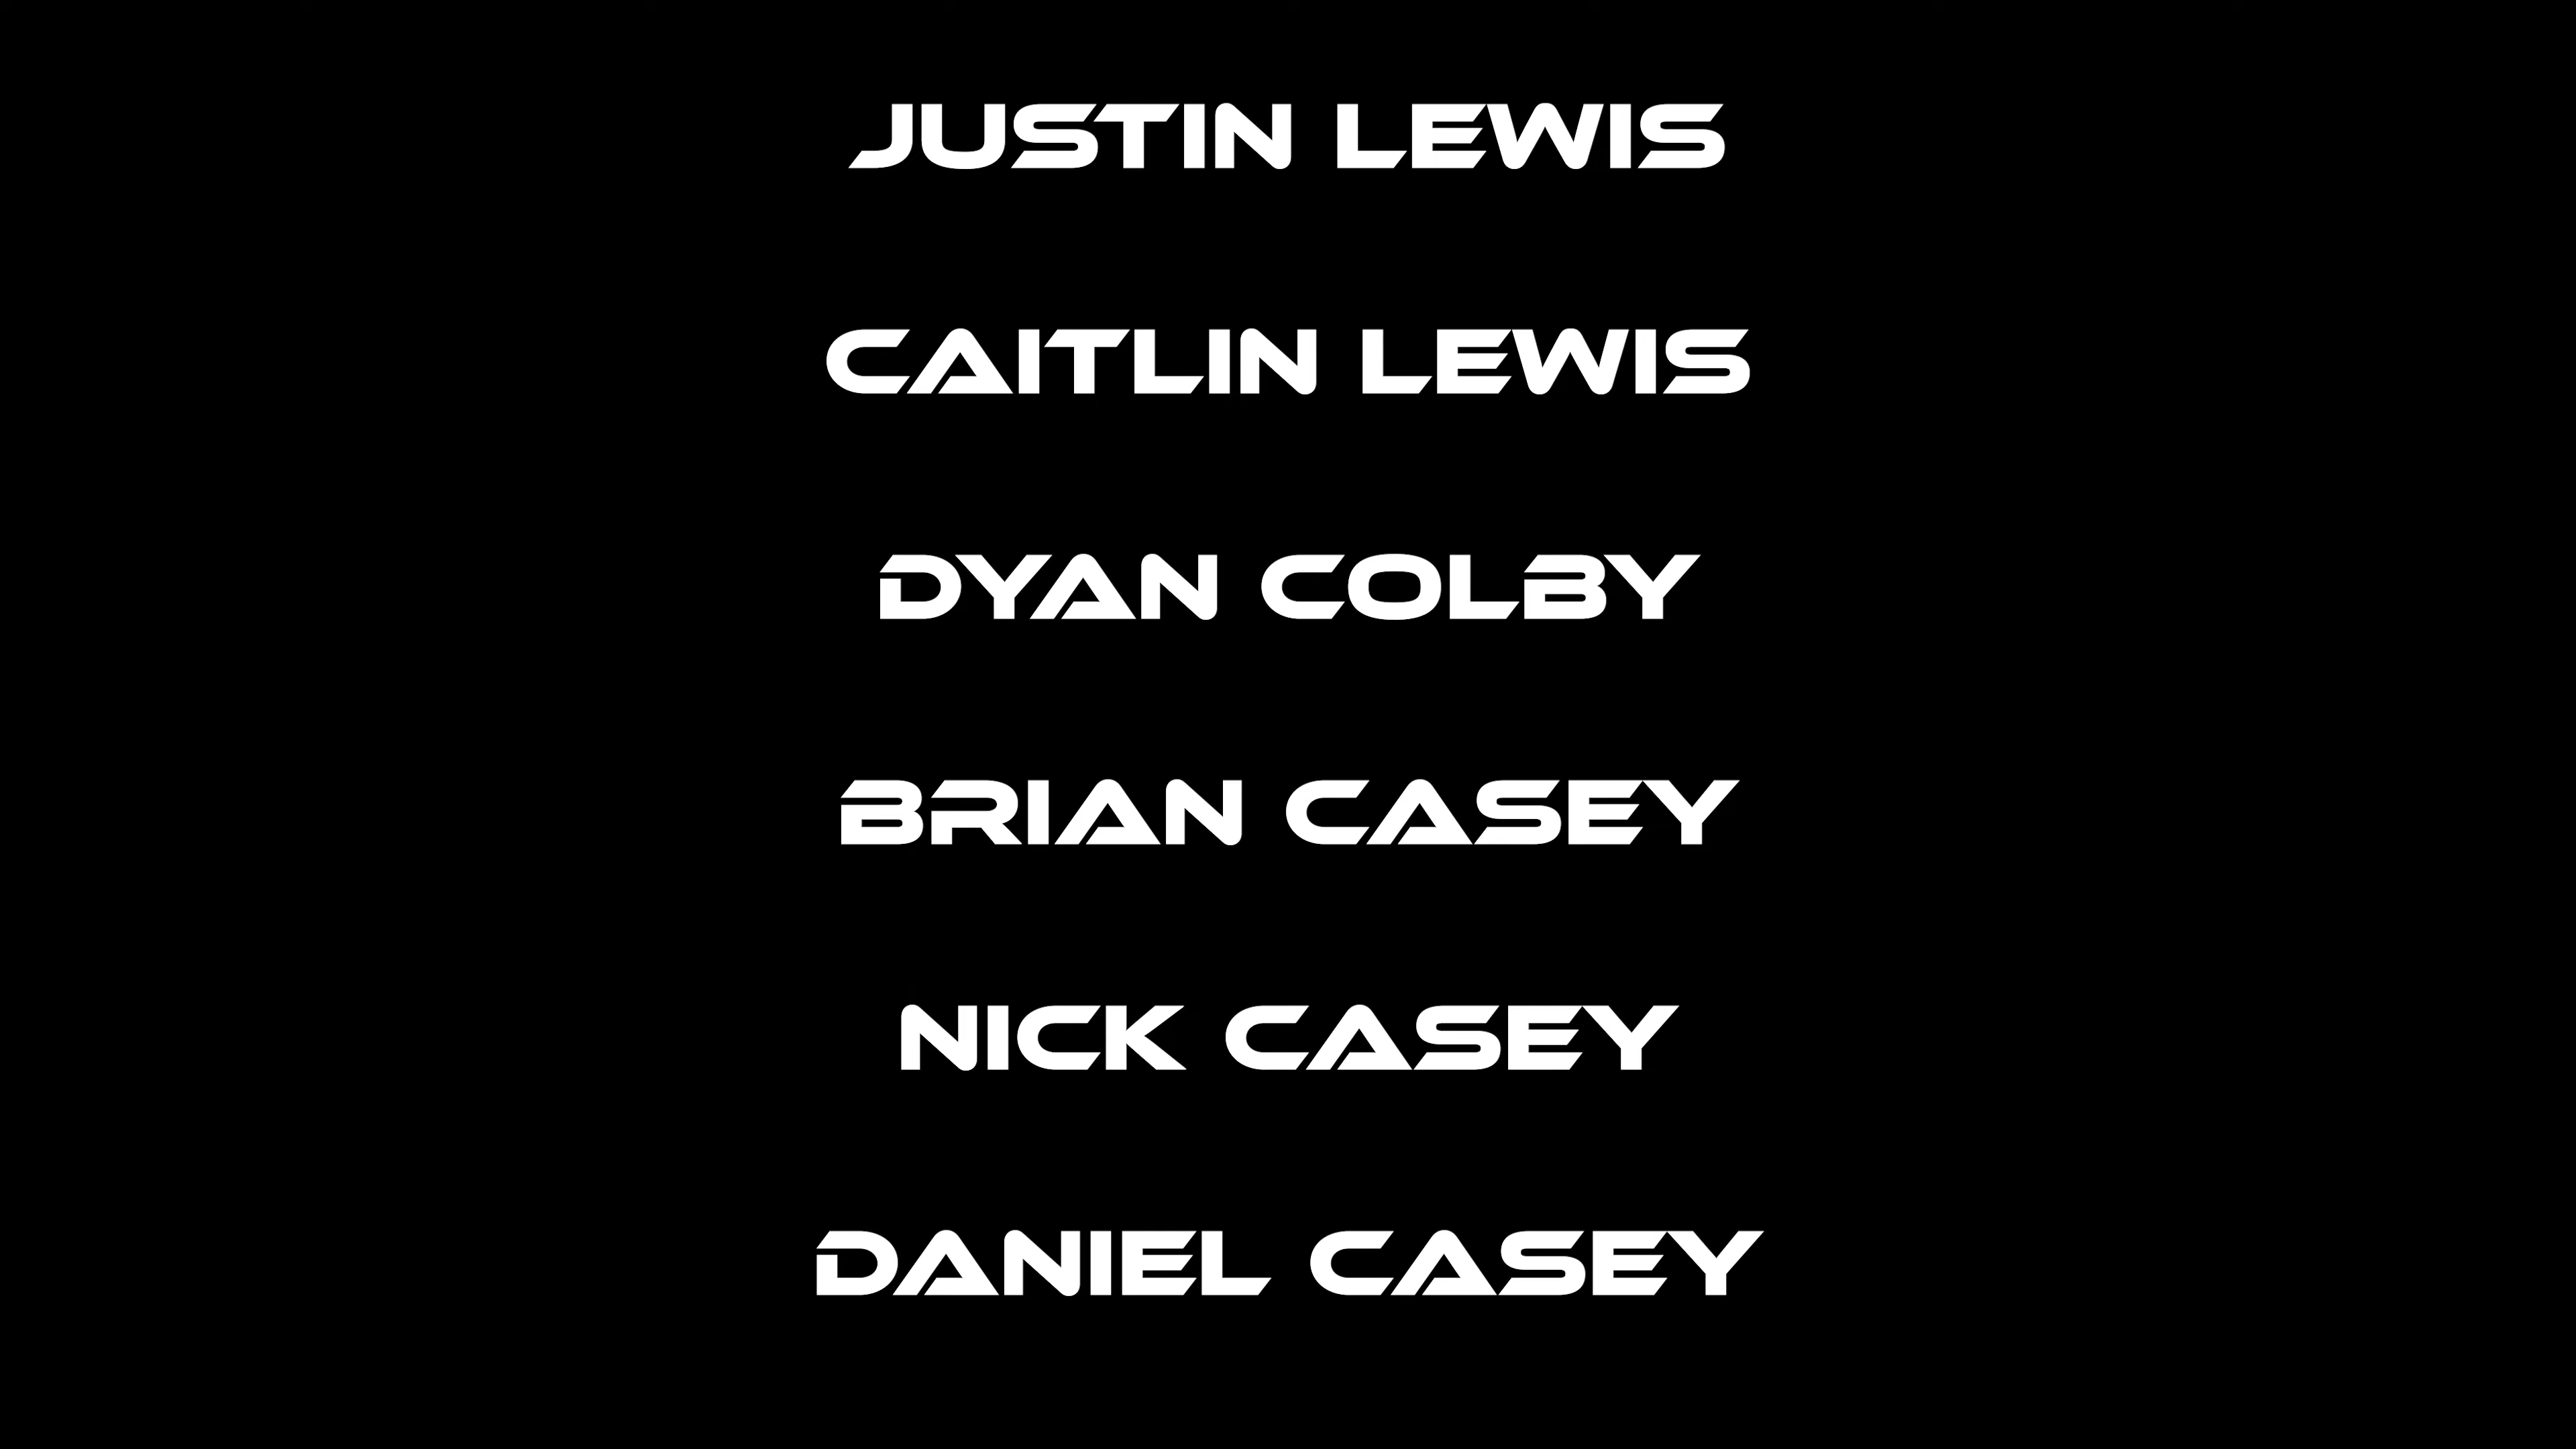 JUSTIN LEWIS
CAITLIN LEWIS
DYAN COLBY
BRIAN CASEY
NICK CASEY
DANIEL CASEY